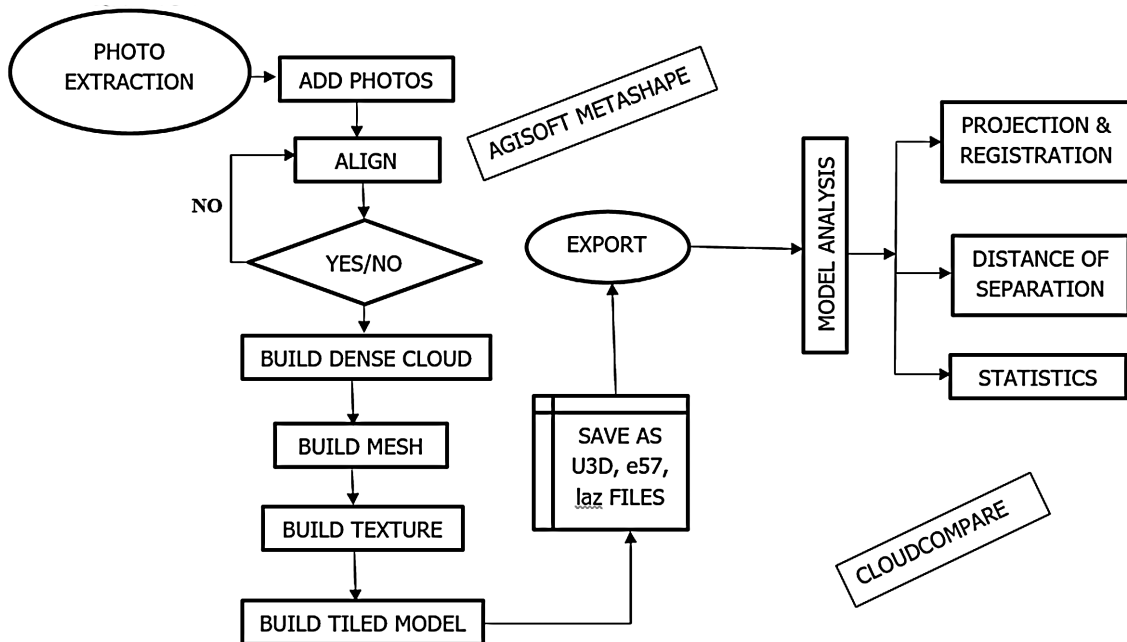 PHOTO
EXTRACTION
ADD PHOTOS
ALIGN
NO
YES/NO
BUILD DENSE CLOUD
BUILD MESH
BUILD TEXTURE
BUILD TILED MODEL
AGISOFT METASHAPE
SAVE AS
U3D, e57,
laz FILES
EXPORT
MODEL ANALYSIS
PROJECTION &
REGISTRATION
DISTANCE OF
SEPARATION
STATISTICS
CLOUDCOMPARE